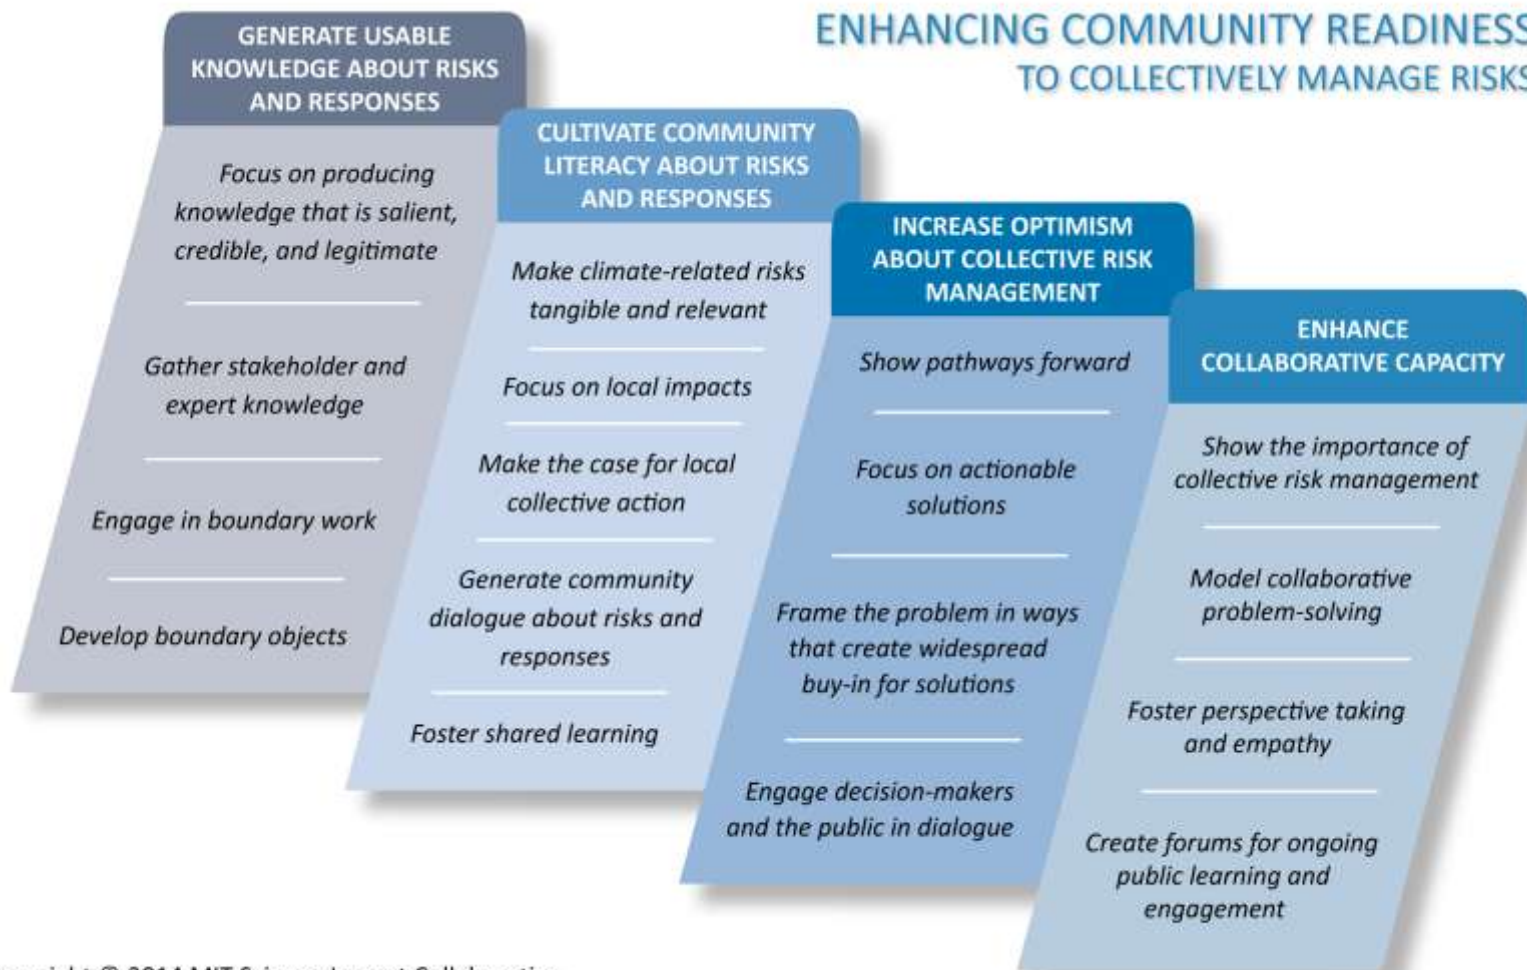 ENHANCING COMMUNITY READINESS
TO COLLECTIVELY MANAGE RISKS
GENERATE USABLE
KNOWLEDGE ABOUT RISKS
AND RESPONSES
Focus on producing
knowledge that is salient,
credible, and legitimate
Gather stakeholder and
expert knowledge
Engage in boundary work
Develop boundary objects
CULTIVATE COMMUNITY
LITERACY ABOUT RISKS
AND RESPONSES
Make climate-related risks
tangible and relevant
Focus on local impacts
Make the case for local
collective action
Generate community
dialogue about risks and
responses
Foster shared learning
INCREASE OPTIMISM
ABOUT COLLECTIVE RISK
MANAGEMENT
Show pathways forward
Focus on actionable
solutions
Frame the problem in ways
that create widespread
buy-in for solutions
Engage decision-makers
and the public in dialogue
ENHANCE
COLLABORATIVE CAPACITY
Show the importance of
collective risk management
Model collaborative
problem-solving
Foster perspective taking
and empathy
Create forums for ongoing
public learning and
engagement
© 2014 MIT Science Impact Collaborative